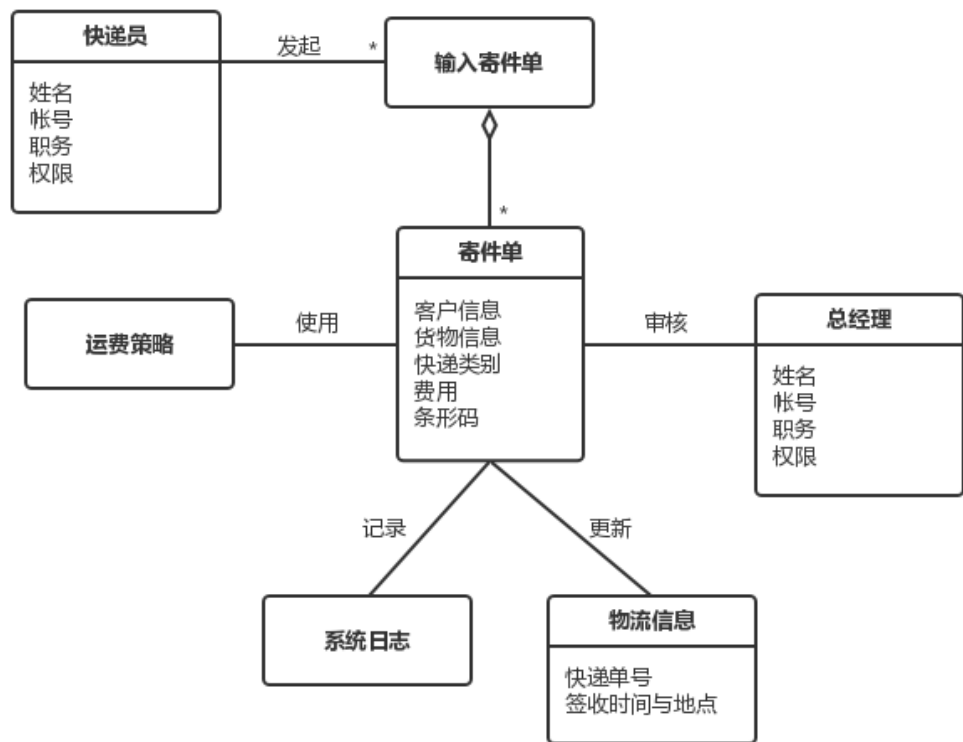 快递员
姓名
帐号
职务
权限
发起
*
输入寄件单
*
寄件单
客户信息
货物信息
快递类别
费用
条形码
运费策略
使用
审核
总经理
姓名
帐号
职务
权限
记录
更新
系统日志
物流信息
快递单号
签收时间与地点